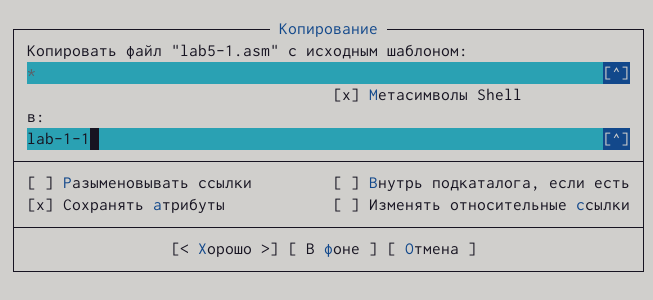 Копирование
Копировать файл "lab5-1.asm" с исходным шаблоном:
* [^]
[x] Метасимволы Shell
в:
lab-1-1 [^]
[ ] Разыменовывать ссылки [ ] Внутрь подкаталога, если есть
[x] Сохранять атрибуты [ ] Изменять относительные ссылки
[< Хорошо >] [ В фоне ] [ Отмена ]